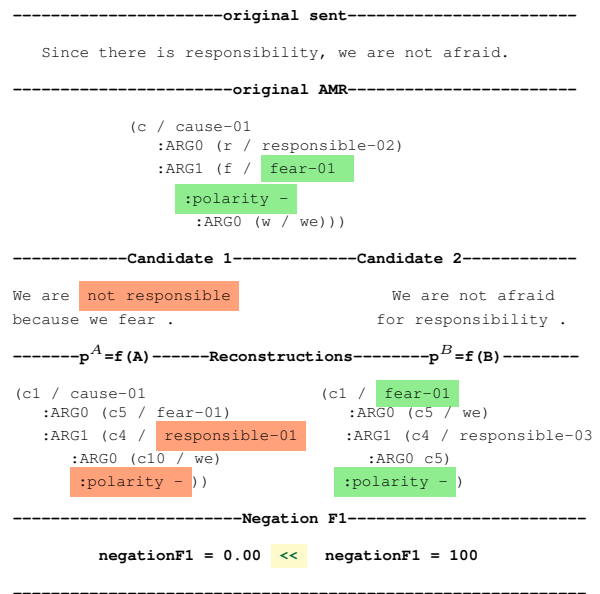 ----------------------original sent------------------------
Since there is responsibility, we are not afraid.
-----------------------original AMR------------------------
(c / cause-01
:ARG0 (r / responsible-02)
:ARG1 (f / fear-01
:polarity -
:ARG0 (w / we)))
------------Candidate 1-------------Candidate 2------------
We are not responsible We are not afraid
because we fear . for responsibility .
-------p^A=f(A)------Reconstructions--------p^B=f(B)--------
(c1 / cause-01 (c1 / fear-01
:ARG0 (c5 / fear-01) :ARG0 (c5 / we)
:ARG1 (c4 / responsible-01 :ARG1 (c4 / responsible-03
:ARG0 (c10 / we) :ARG0 c5)
:polarity - )) :polarity - )
------------------------Negation F1-------------------------
negationF1 = 0.00 << negationF1 = 100
------------------------------------------------------------